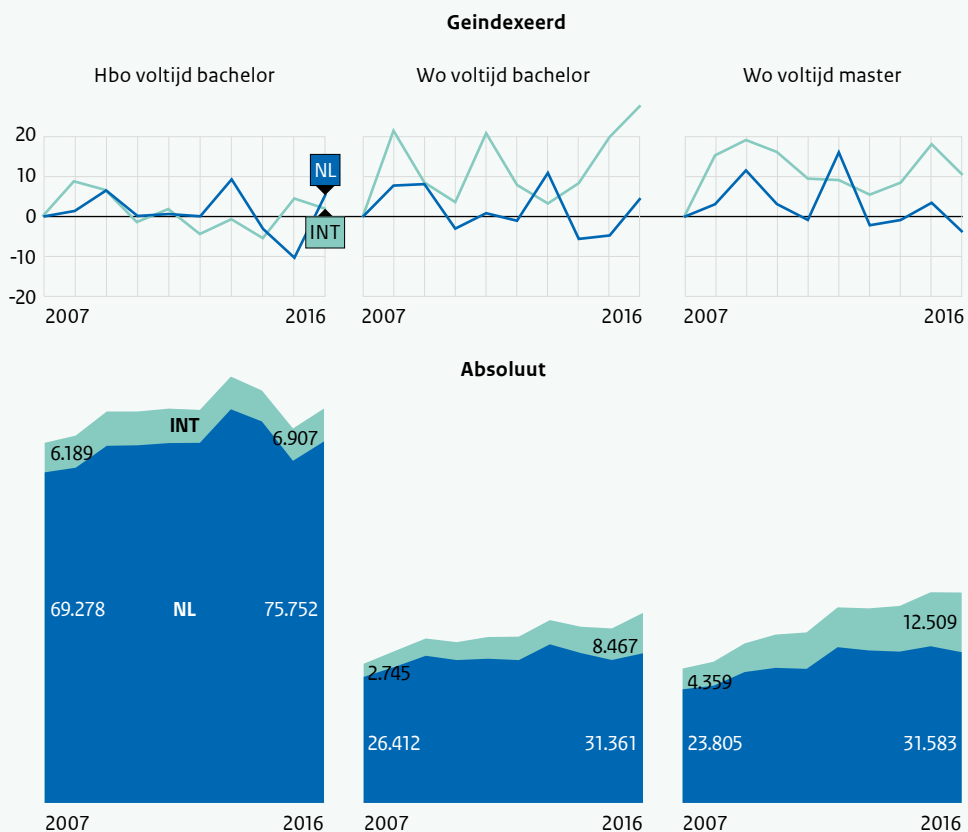 Geindexeerd
Hbo voltijd bachelor
Wo voltijd bachelor
Wo voltijd master
20
10
0
-10
-20
NL
INT
2007 2016
2007 2016
2007 2016
Absoluut
INT
6.189 6.907
69.278 NL 75.752
2007 2016
8.467
2.745
26.412 31.361
2007 2016
12.509
4.359
23.805 31.583
2007 2016